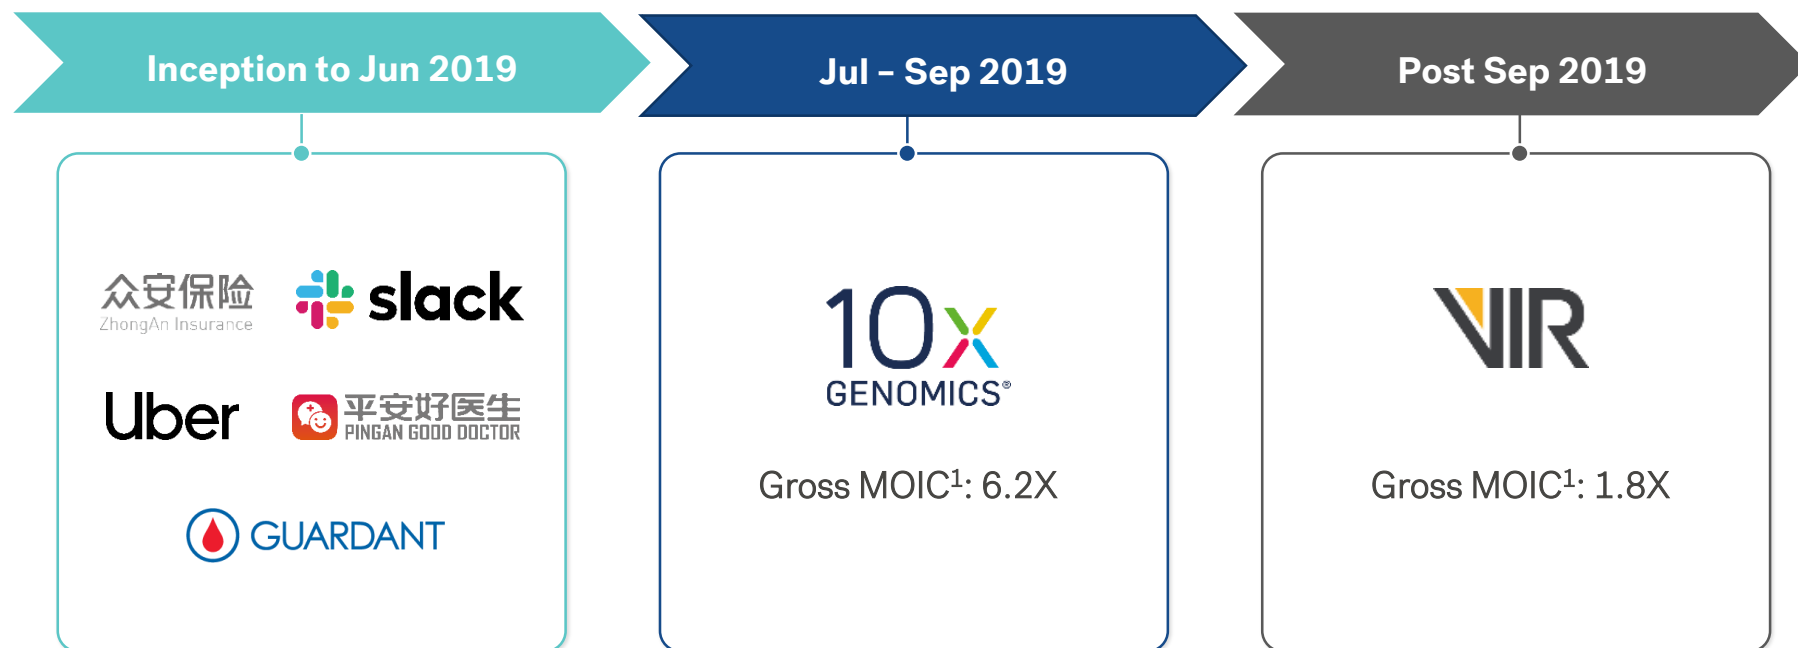 Inception to Jun 2019
Jul – Sep 2019
Post Sep 2019
众安保险
ZhongAn Insurance
slack
Uber
平安好医生
PINGAN GOOD DOCTOR
GUARDANT
10x
GENOMICS®
Gross MOIC¹: 6.2X
VIR
Gross MOIC¹: 1.8X